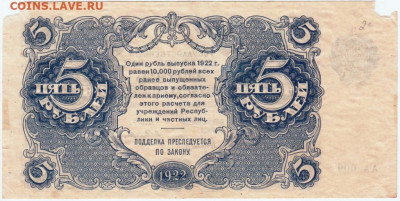 COINS.LAVE.RU
5
5
Один рубль выпуска 1922 г.
равен 10,000 рублей всех
ранее выпущенных
образцов и обязате-
лен к приему, согласно
этого расчета для
учреждений Респуб-
лики и частных лиц.
5
ПЯТЬ
РУБЛЕЙ
5
ПЯТЬ
РУБЛЕЙ
ПОДДЕЛКА ПРЕСЛЕДУЕТСЯ
ПО ЗАКОНУ.
5
1922
5